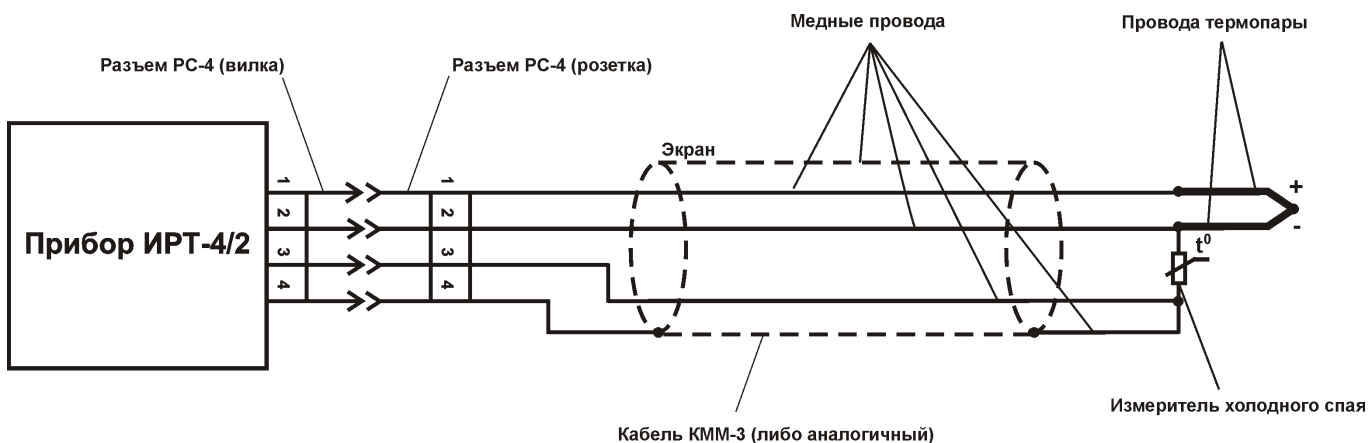 Медные провода
Провода термопары
Разъем РС-4 (вилка)
Разъем РС-4 (розетка)
Экран
Прибор ИРТ-4/2
1
2
3
4
1
2
3
4
+
-
t⁰
Измеритель холодного спая
Кабель КММ-3 (либо аналогичный)